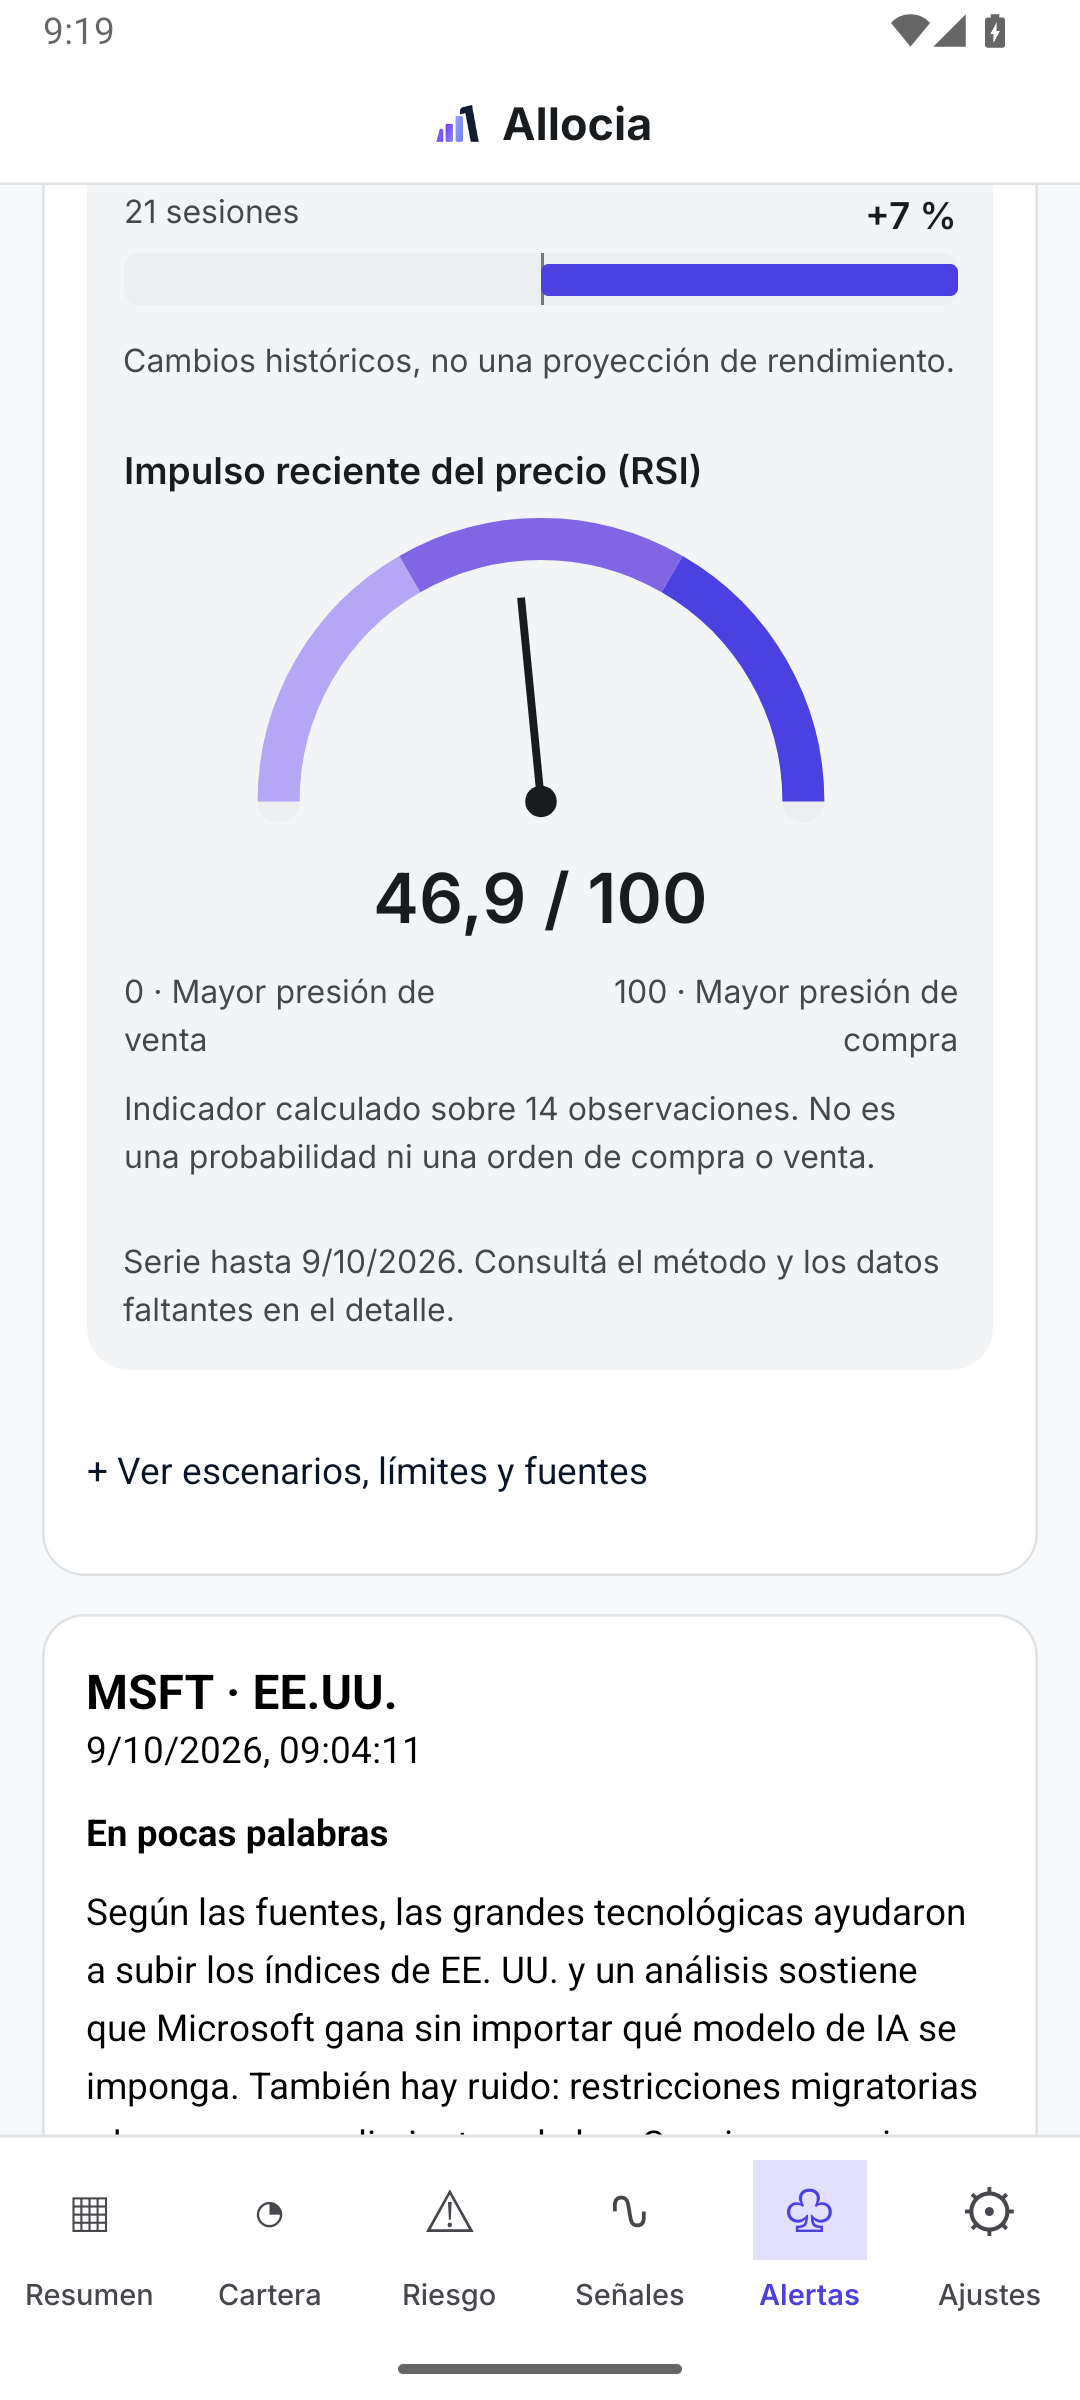 9:19
Allocia
21 sesiones
+7 %
Cambios históricos, no una proyección de rendimiento.
Impulso reciente del precio (RSI)
46,9 / 100
0 · Mayor presión de
venta
100 · Mayor presión de
compra
Indicador calculado sobre 14 observaciones. No es
una probabilidad ni una orden de compra o venta.
Serie hasta 9/10/2026. Consultá el método y los datos
faltantes en el detalle.
+ Ver escenarios, límites y fuentes
MSFT · EE.UU.
9/10/2026, 09:04:11
En pocas palabras
Según las fuentes, las grandes tecnológicas ayudaron
a subir los índices de EE. UU. y un análisis sostiene
que Microsoft gana sin importar qué modelo de IA se
imponga. También hay ruido: restricciones migratorias
Resumen
Cartera
Riesgo
Señales
Alertas
Ajustes